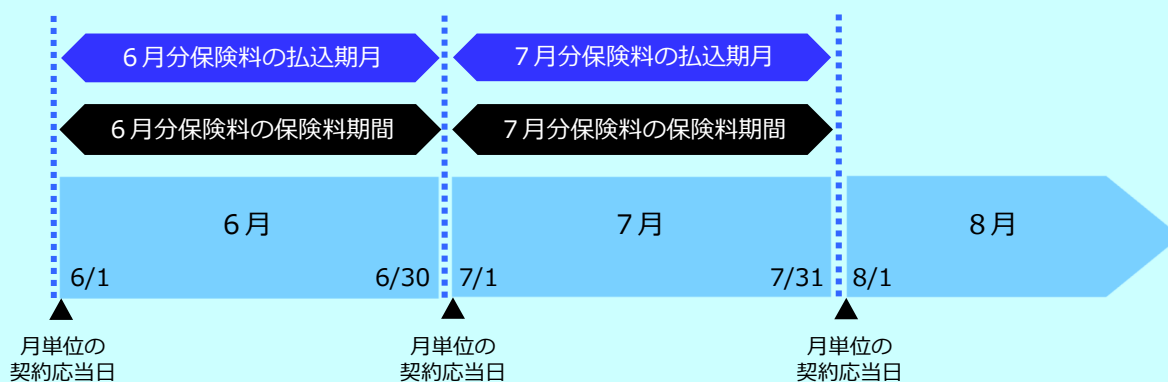 6月分保険料の払込期月
7月分保険料の払込期月
6月分保険料の保険料期間
7月分保険料の保険料期間
6月
7月
8月
6/1
6/30
7/1
7/31
8/1
月単位の
契約応当日
月単位の
契約応当日
月単位の
契約応当日